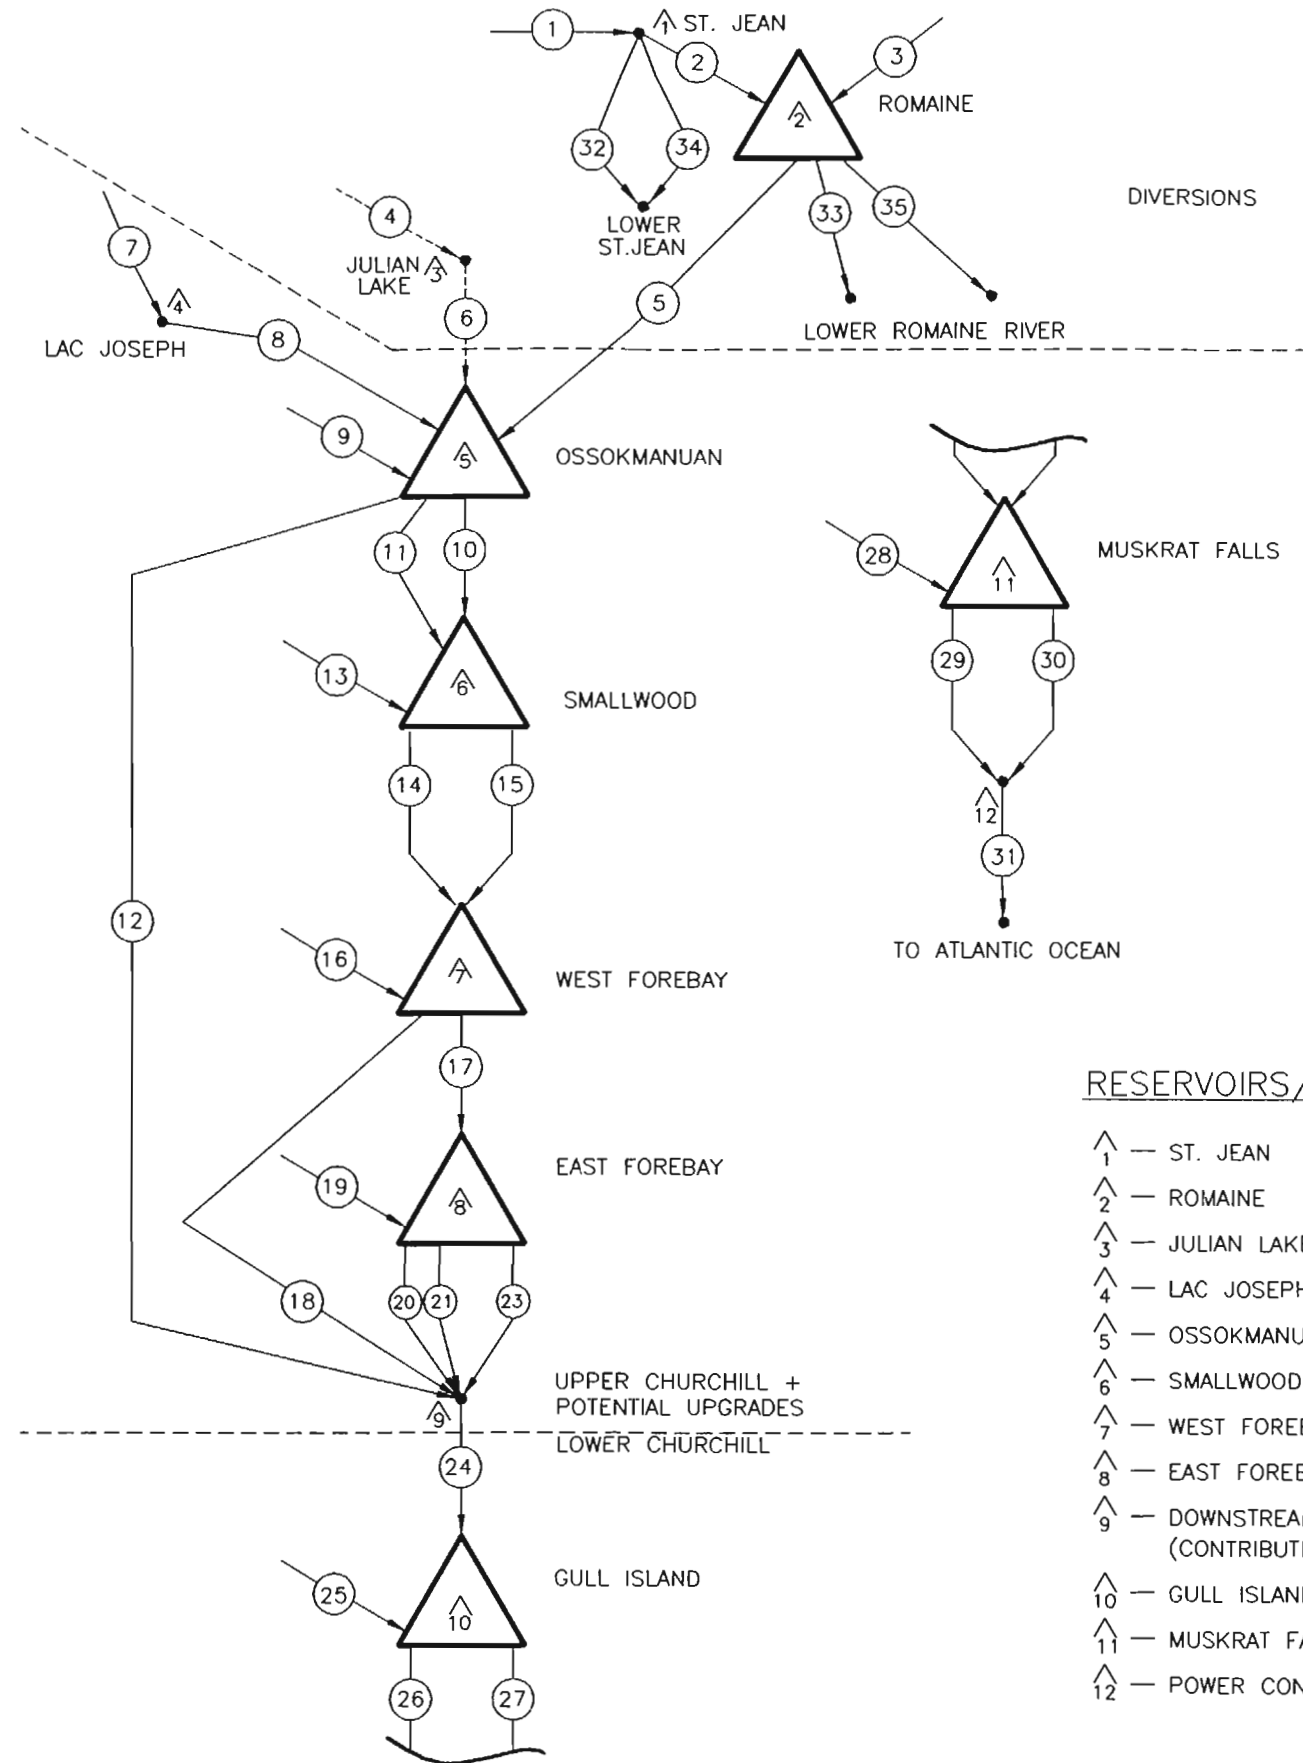 1
1 ST. JEAN
2
3
2
ROMAINE
32
34
LOWER
ST.JEAN
33
35
DIVERSIONS
4
JULIAN 3
LAKE
7
4
LAC JOSEPH
8
6
5
LOWER ROMAINE RIVER
9
5
OSSOKMANUAN
11
10
28
11
MUSKRAT FALLS
13
6
SMALLWOOD
29
30
14
15
12
31
TO ATLANTIC OCEAN
12
16
7
WEST FOREBAY
17
19
8
EAST FOREBAY
18
20
21
23
9
UPPER CHURCHILL +
POTENTIAL UPGRADES
LOWER CHURCHILL
24
25
10
GULL ISLAND
26
27
RESERVOIRS/
1 — ST. JEAN
2 — ROMAINE
3 — JULIAN LAK
4 — LAC JOSEPH
5 — OSSOKMANU
6 — SMALLWOOD
7 — WEST FORE
8 — EAST FORE
9 — DOWNSTREA
(CONTRIBUTI
10 — GULL ISLAN
11 — MUSKRAT F
12 — POWER CON